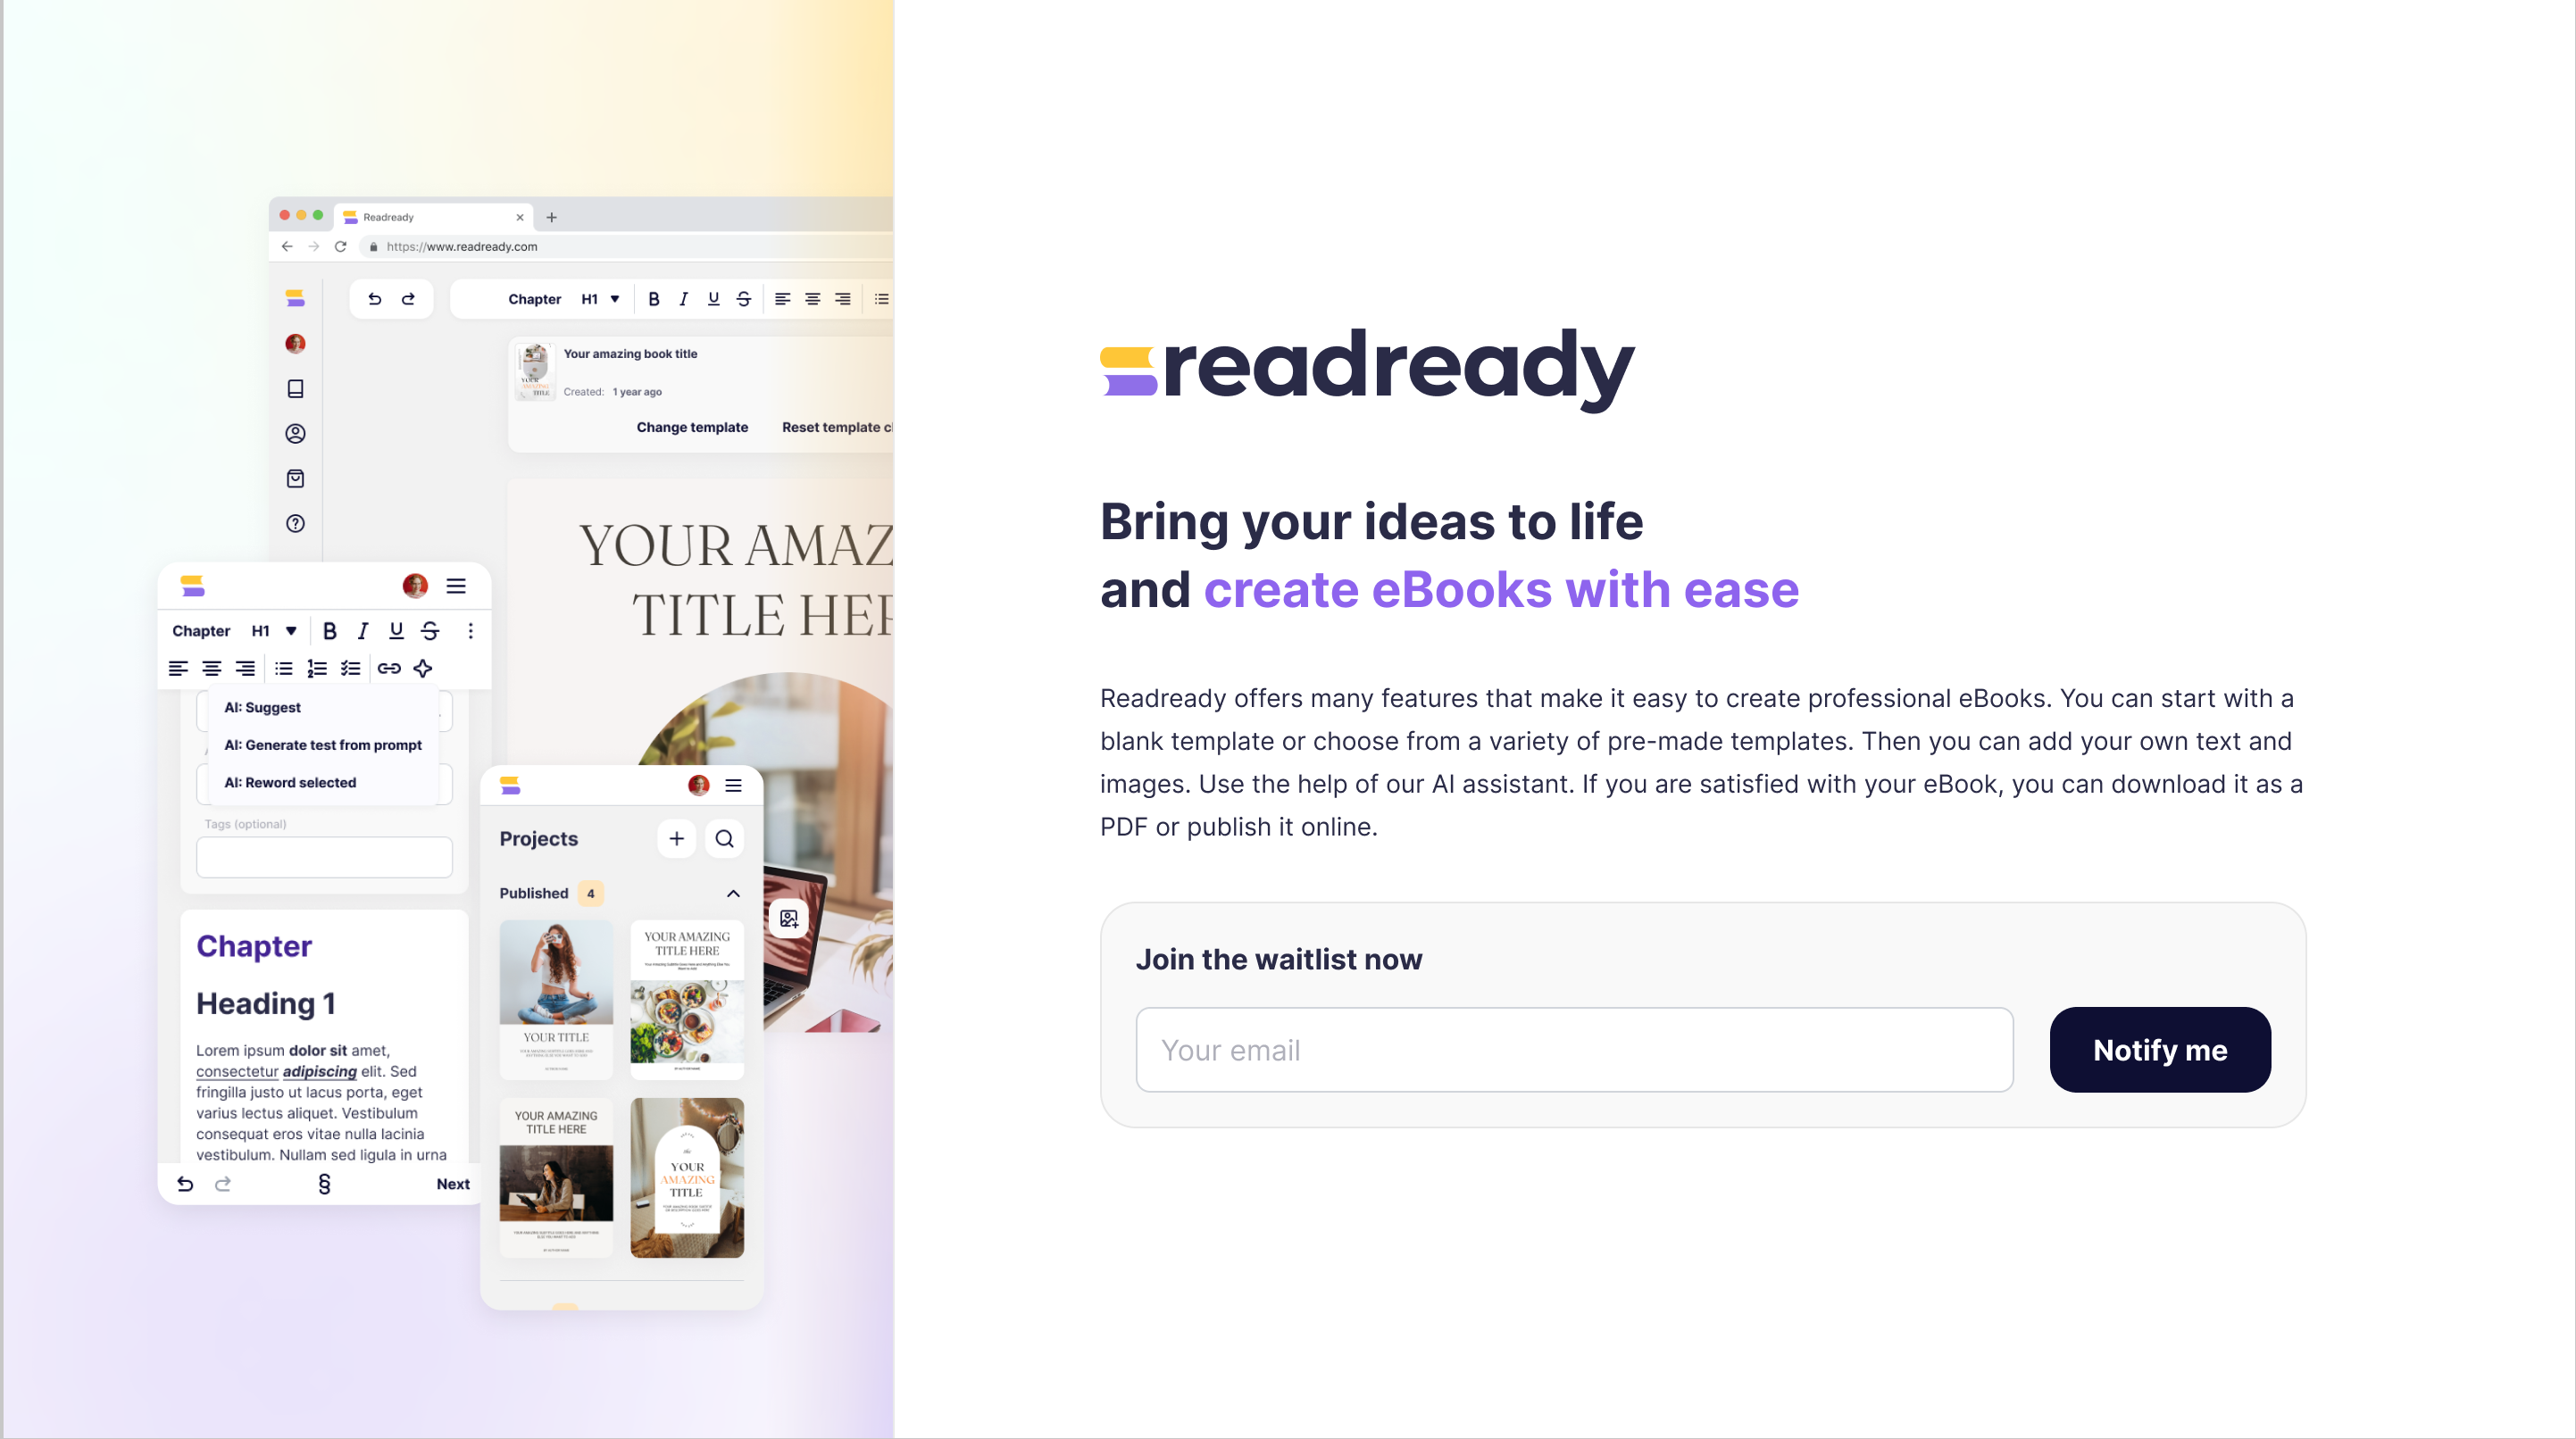 Readready
https://www.readready.com
Chapter H1 B I U S
Your amazing book title
Created: 1 year ago
Change template Reset template cl
YOUR AMAZ
TITLE HER
Chapter H1 B I U S
AI: Suggest
AI: Generate test from prompt
AI: Reword selected
Tags (optional)
Chapter
Heading 1
Lorem ipsum dolor sit amet,
consectetur adipiscing elit. Sed
fringilla justo ut lacus porta, eget
varius lectus aliquet. Vestibulum
consequat eros vitae nulla lacinia
vestibulum. Nullam sed ligula in urna
§ Next
Projects
Published 4
YOUR TITLE
YOUR AMAZING
TITLE HERE
YOUR AMAZING
TITLE HERE
the
YOUR
AMAZING
TITLE
readready
Bring your ideas to life
and create eBooks with ease
Readready offers many features that make it easy to create professional eBooks. You can start with a
blank template or choose from a variety of pre-made templates. Then you can add your own text and
images. Use the help of our AI assistant. If you are satisfied with your eBook, you can download it as a
PDF or publish it online.
Join the waitlist now
Your email
Notify me